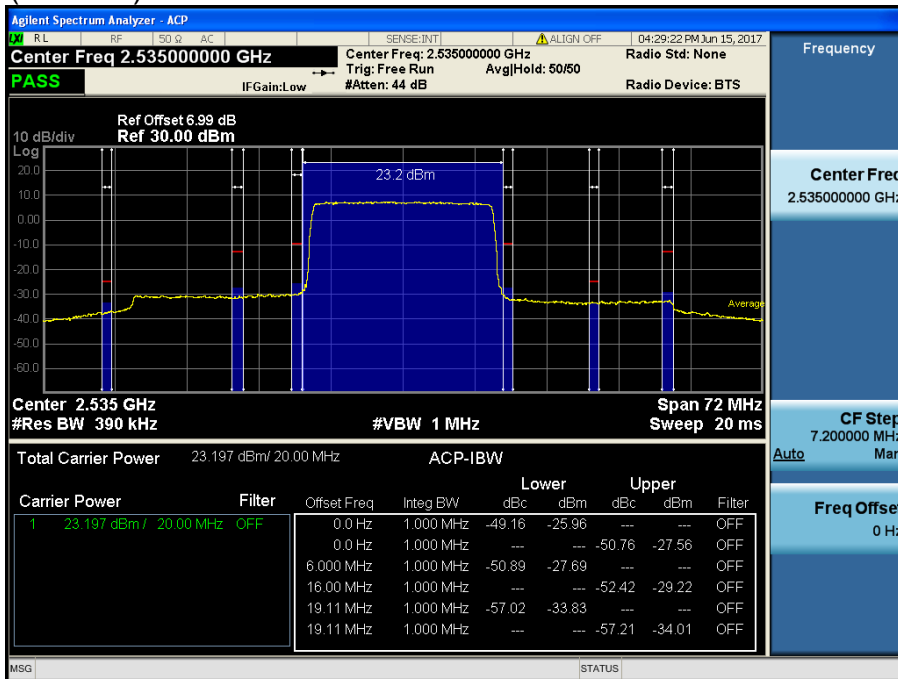 Agilent Spectrum Analyzer - ACP
LXI RL RF 50 Ω AC SENSE:INT ALIGN OFF 04:29:22 PM Jun 15, 2017
Center Freq 2.535000000 GHz Center Freq: 2.535000000 GHz Radio Std: None
Trig: Free Run Avg|Hold: 50/50
PASS IFGain:Low #Atten: 44 dB Radio Device: BTS
Frequency
Ref Offset 6.99 dB
10 dB/div Ref 30.00 dBm
Log
20.0
10.0
0.00
-10.0
-20.0
-30.0
-40.0
-50.0
-60.0
23.2 dBm
Average
Center 2.535 GHz Span 72 MHz
#Res BW 390 kHz #VBW 1 MHz Sweep 20 ms
Center Freq
2.535000000 GHz
CF Step
7.200000 MHz
Auto Man
Freq Offset
0 Hz
Total Carrier Power 23.197 dBm/ 20.00 MHz ACP-IBW
Lower Upper
Carrier Power Filter Offset Freq Integ BW dBc dBm dBc dBm Filter
1 23.197 dBm / 20.00 MHz OFF 0.0 Hz 1.000 MHz -49.16 -25.96 --- --- OFF
0.0 Hz 1.000 MHz --- --- -50.76 -27.56 OFF
6.000 MHz 1.000 MHz -50.89 -27.69 --- --- OFF
16.00 MHz 1.000 MHz --- --- -52.42 -29.22 OFF
19.11 MHz 1.000 MHz -57.02 -33.83 --- --- OFF
19.11 MHz 1.000 MHz --- --- -57.21 -34.01 OFF
MSG STATUS